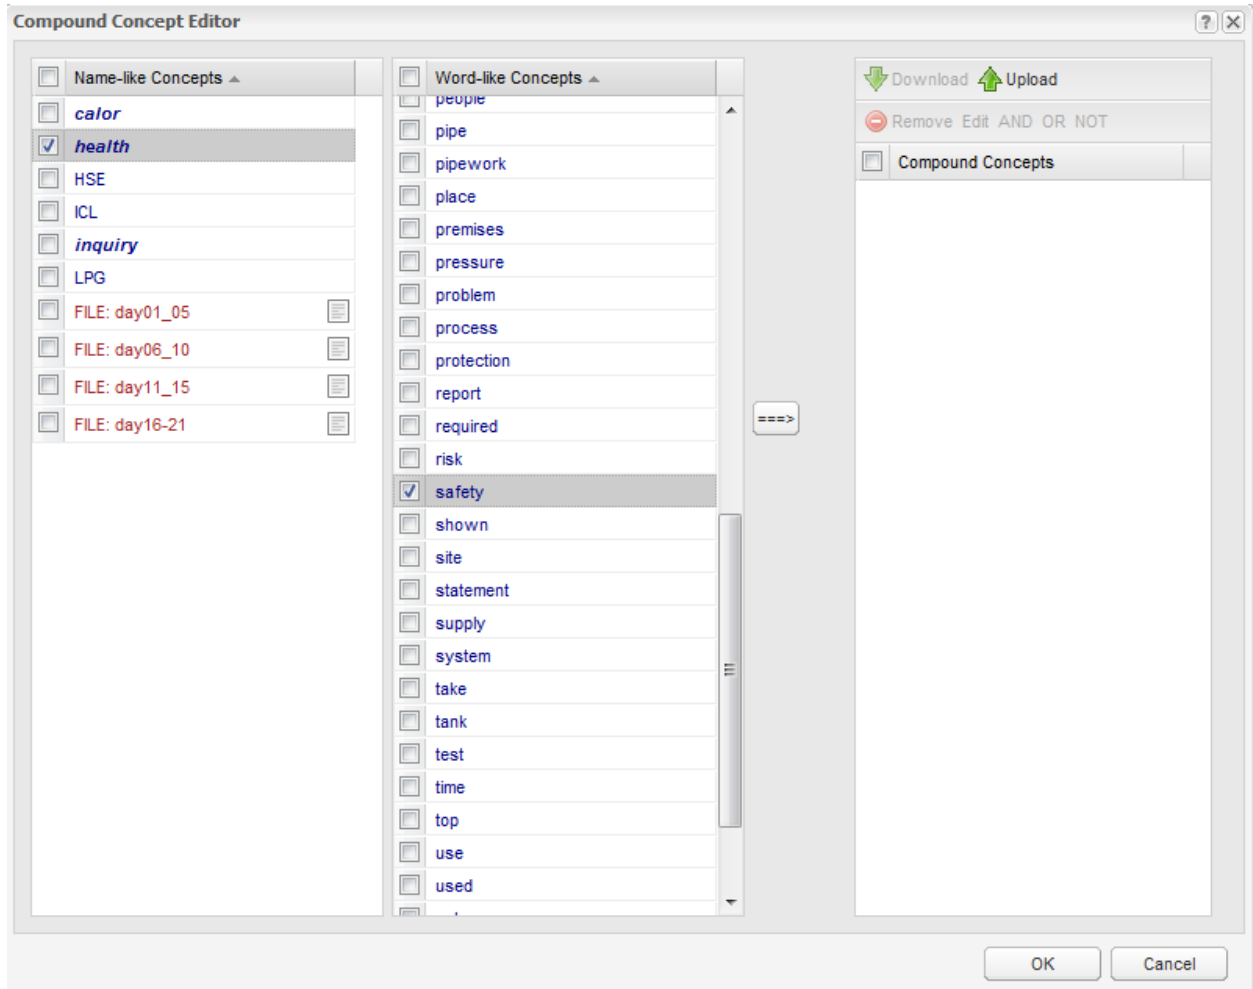 Compound Concept Editor
?
Name-like Concepts
calor
health
HSE
ICL
inquiry
LPG
FILE: day01_05
FILE: day06_10
FILE: day11_15
FILE: day16-21
Word-like Concepts
people
pipe
pipework
place
premises
pressure
problem
process
protection
report
required
risk
safety
shown
site
statement
supply
system
take
tank
test
time
top
use
used
===>
Download Upload
Remove Edit AND OR NOT
Compound Concepts
OK Cancel